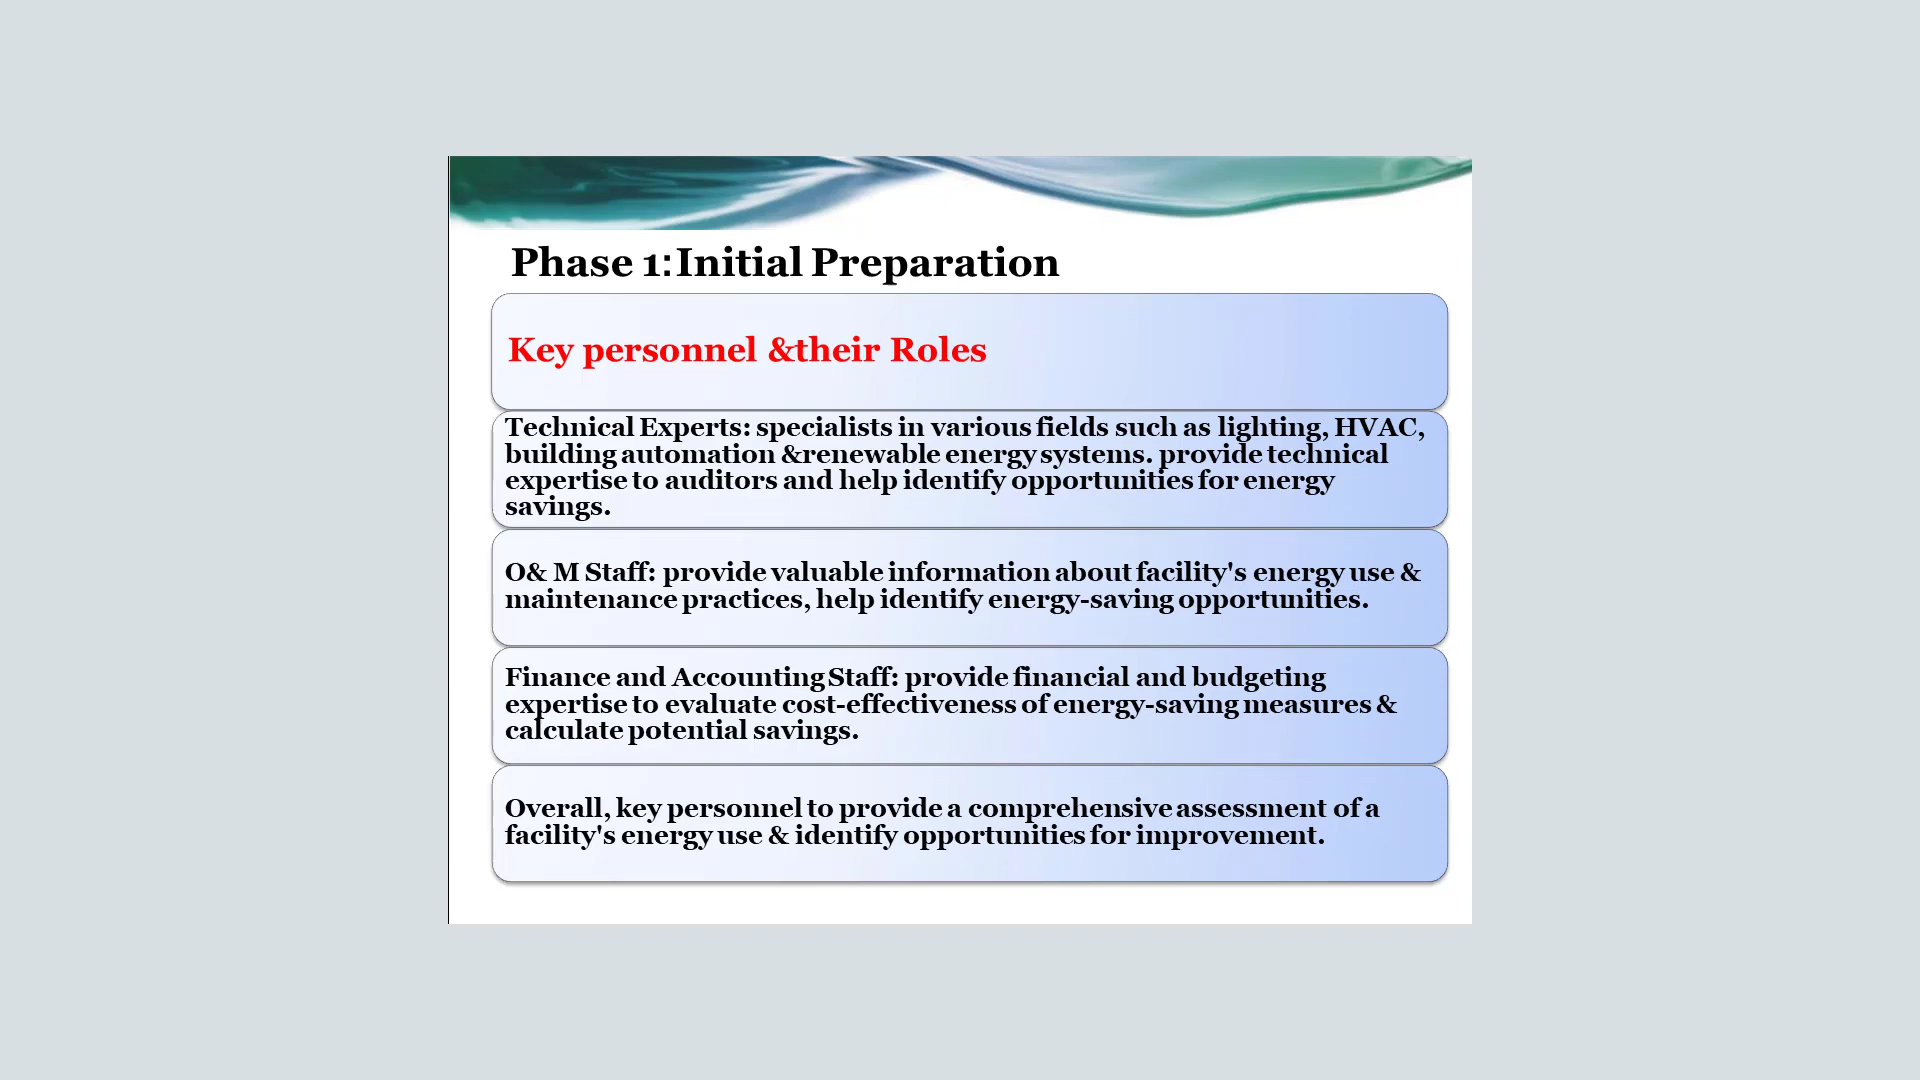 Phase 1:Initial Preparation
Key personnel &their Roles
Technical Experts: specialists in various fields such as lighting, HVAC,
building automation &renewable energy systems. provide technical
expertise to auditors and help identify opportunities for energy
savings.
O& M Staff: provide valuable information about facility's energy use &
maintenance practices, help identify energy-saving opportunities.
Finance and Accounting Staff: provide financial and budgeting
expertise to evaluate cost-effectiveness of energy-saving measures &
calculate potential savings.
Overall, key personnel to provide a comprehensive assessment of a
facility's energy use & identify opportunities for improvement.